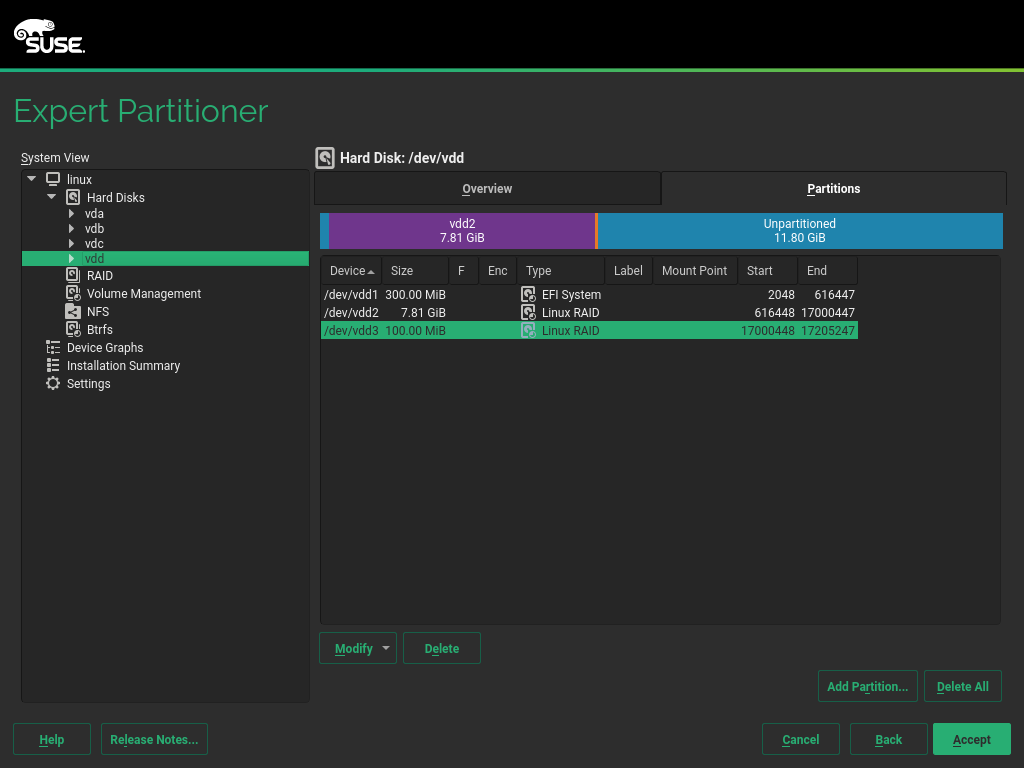 SUSE.
Expert Partitioner
System View
linux
Hard Disks
vda
vdb
vdc
vdd
RAID
Volume Management
NFS
Btrfs
Device Graphs
Installation Summary
Settings
Hard Disk: /dev/vdd
Overview Partitions
vdd2 Unpartitioned
7.81 GiB 11.80 GiB
Device Size F Enc Type Label Mount Point Start End
/dev/vdd1 300.00 MiB EFI System 2048 616447
/dev/vdd2 7.81 GiB Linux RAID 616448 17000447
/dev/vdd3 100.00 MiB Linux RAID 17000448 17205247
Modify Delete
Add Partition... Delete All
Help Release Notes... Cancel Back Accept